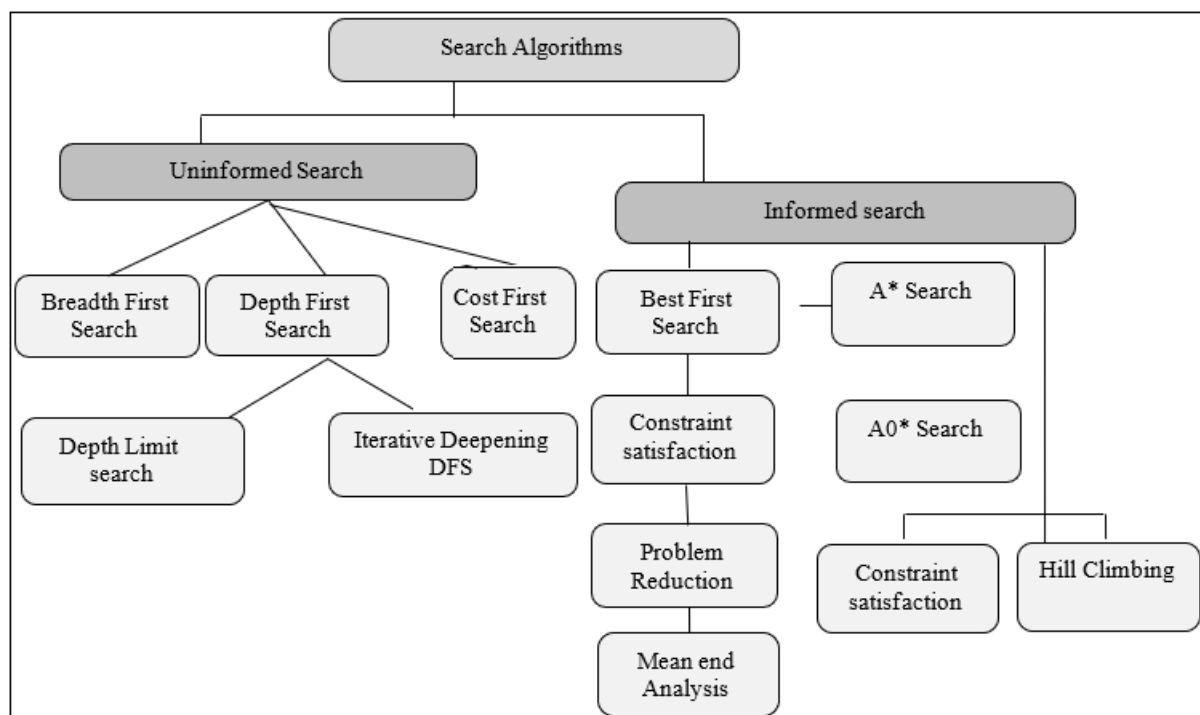 Search Algorithms
Uninformed Search
Informed search
Breadth First
Search
Depth First
Search
Cost First
Search
Best First
Search
A* Search
Depth Limit
search
Iterative Deepening
DFS
Constraint
satisfaction
A0* Search
Problem
Reduction
Constraint
satisfaction
Hill Climbing
Mean end
Analysis